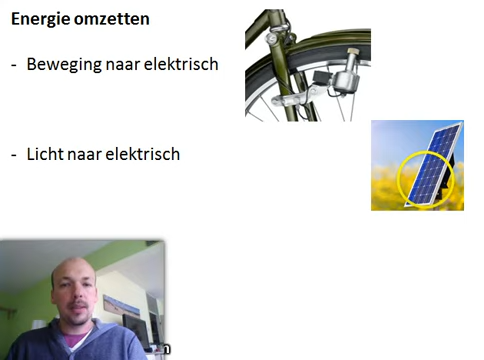 Energie omzetten
- Beweging naar elektrisch
- Licht naar elektrisch